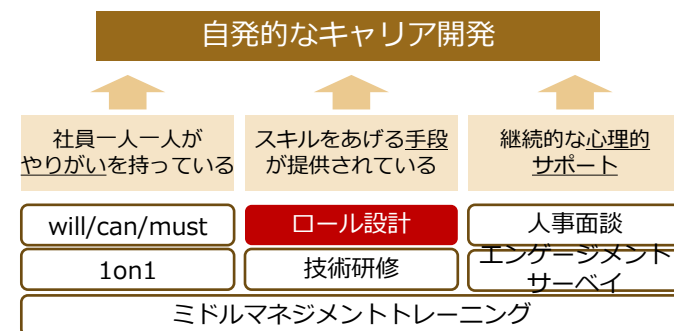 自発的なキャリア開発
社員一人一人が
やりがいを持っている
スキルをあげる手段
が提供されている
継続的な心理的
サポート
will/can/must
ロール設計
人事面談
1on1
技術研修
エンゲージメント
サーベイ
ミドルマネジメントトレーニング